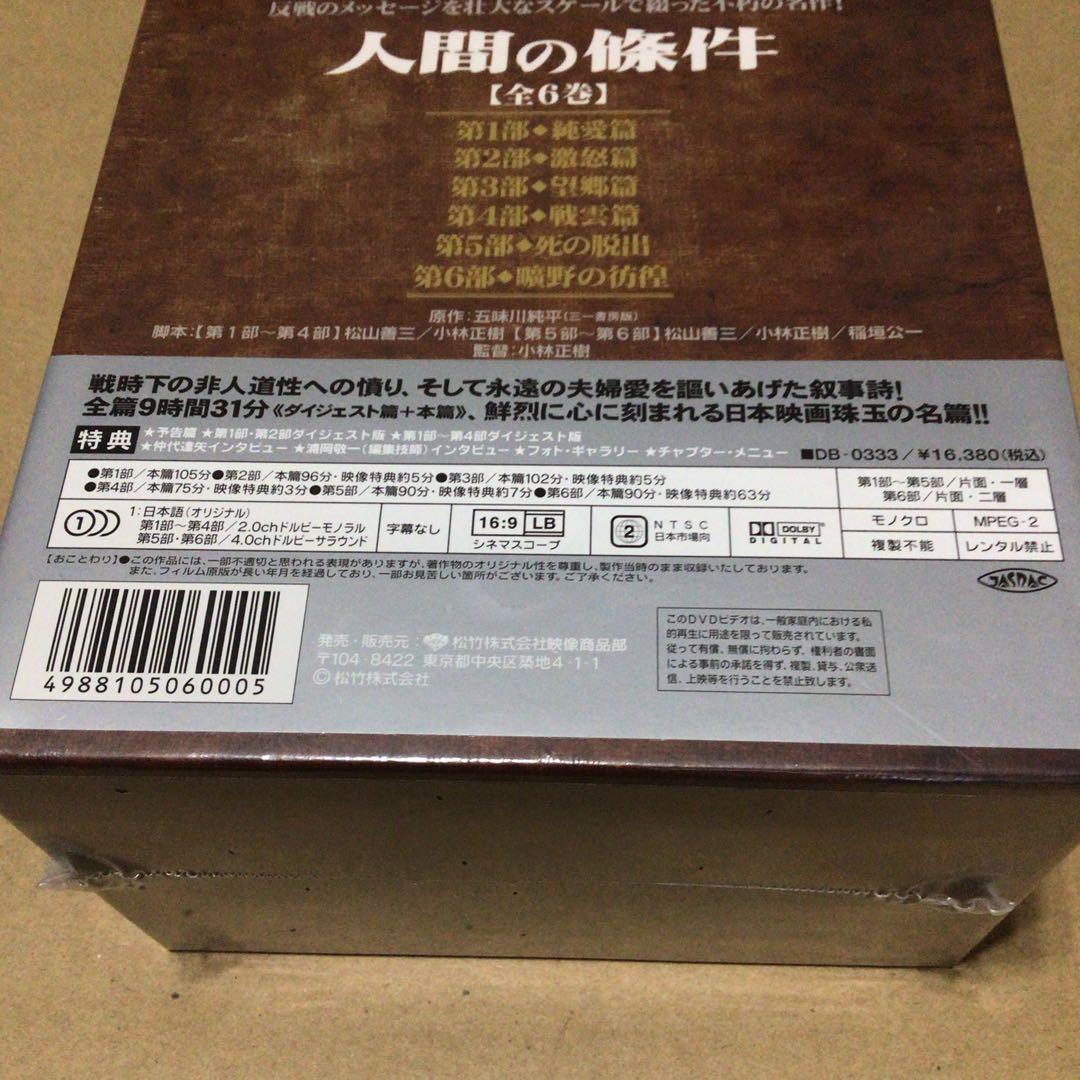 反戦のメッセージを壮大なスケールで綴った不朽の名作!
人間の條件
【全6巻】
第1部◆純愛篇
第2部◆激怒篇
第3部◆望郷篇
第4部◆戦雲篇
第5部◆死の脱出
第6部◆曠野の彷徨
原作:五味川純平(三一書房版)
脚本:【第1部〜第4部】松山善三/小林正樹【第5部〜第6部】松山善三/小林正樹/稲垣公一
監督:小林正樹
戦時下の非人道性への憤り、そして永遠の夫婦愛を謳いあげた叙事詩!
全篇9時間31分《ダイジェスト篇+本篇》、鮮烈に心に刻まれる日本映画珠玉の名篇!!
特典 ★予告篇 ★第1部・第2部ダイジェスト版 ★第1部〜第4部ダイジェスト版
★仲代達矢インタビュー ★浦岡敬一(編集技師)インタビュー ★フォト・ギャラリー ★チャプター・メニュー ■DB-0333/¥16,380(税込)
●第1部/本篇105分●第2部/本篇96分・映像特典約5分●第3部/本篇102分・映像特典約5分
●第4部/本篇75分・映像特典約3分●第5部/本篇90分・映像特典約7分●第6部/本篇90分・映像特典約63分
第1部〜第5部/片面・一層
第6部/片面・二層
1)))
1:日本語(オリジナル)
第1部〜第4部/2.0chドルビーモノラル
第5部・第6部/4.0chドルビーサラウンド
字幕なし
16:9 LB
シネマスコープ
2
NTSC
日本市場向
DOLBY
DIGITAL
モノクロ
MPEG-2
複製不能
レンタル禁止
【おことわり】●この作品には、一部不適切と思われる表現がありますが、著作物のオリジナル性を尊重し、製作当時のまま収録いたしております。
また、フィルム原版が長い年月を経過しており、一部お見苦しい箇所がございます。ご了承ください。
JASRAC
4988105060005
発売・販売元: 松竹株式会社映像商品部
〒104-8422 東京都中央区築地4-1-1
©松竹株式会社
このDVDビデオは、一般家庭内における私
的再生に用途を限って販売されています。
従って有償、無償に拘わらず、権利者の書面
による事前の承諾を得ず、複製、貸与、公衆送
信、上映等を行うことを禁止致します。